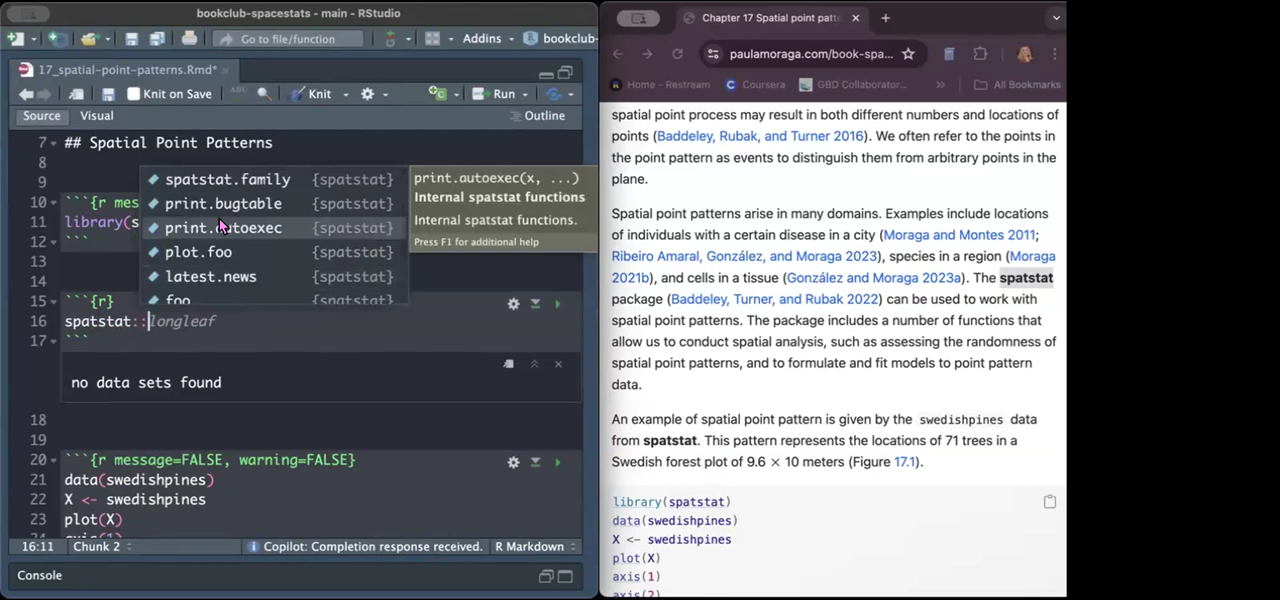 bookclub-spacestats - main - RStudio
Go to file/function
Addins
bookclub-
17_spatial-point-patterns.Rmd*
Knit on Save
ABC
Knit
Run
Source
Visual
Outline
7 ## Spatial Point Patterns
8
9
10 ```{r mes
11 library(s
12 ```
13
14
15 ```{r}
16 spatstat::longleaf
17 ```
spatstat.family {spatstat}
print.bugtable {spatstat}
print.autoexec {spatstat}
plot.foo {spatstat}
latest.news {spatstat}
foo {spatstat}
print.autoexec(x, ...)
Internal spatstat functions
Internal spatstat functions.
Press F1 for additional help
no data sets found
18
19
20 ```{r message=FALSE, warning=FALSE}
21 data(swedishpines)
22 X <- swedishpines
23 plot(X)
24 axis(1)
16:11
Chunk 2
Copilot: Completion response received.
R Markdown
Console
Chapter 17 Spatial point patt
paulamoraga.com/book-spa...
Home - Restream
Coursera
GBD Collaborator...
»
All Bookmarks
spatial point process may result in both different numbers and locations of
points (Baddeley, Rubak, and Turner 2016). We often refer to the points in
the point pattern as events to distinguish them from arbitrary points in the
plane.
Spatial point patterns arise in many domains. Examples include locations
of individuals with a certain disease in a city (Moraga and Montes 2011;
Ribeiro Amaral, González, and Moraga 2023), species in a region (Moraga
2021b), and cells in a tissue (González and Moraga 2023a). The spatstat
package (Baddeley, Turner, and Rubak 2022) can be used to work with
spatial point patterns. The package includes a number of functions that
allow us to conduct spatial analysis, such as assessing the randomness of
spatial point patterns, and to formulate and fit models to point pattern
data.
An example of spatial point pattern is given by the swedishpines data
from spatstat. This pattern represents the locations of 71 trees in a
Swedish forest plot of 9.6 × 10 meters (Figure 17.1).
library(spatstat)
data(swedishpines)
X <- swedishpines
plot(X)
axis(1)
axis(2)